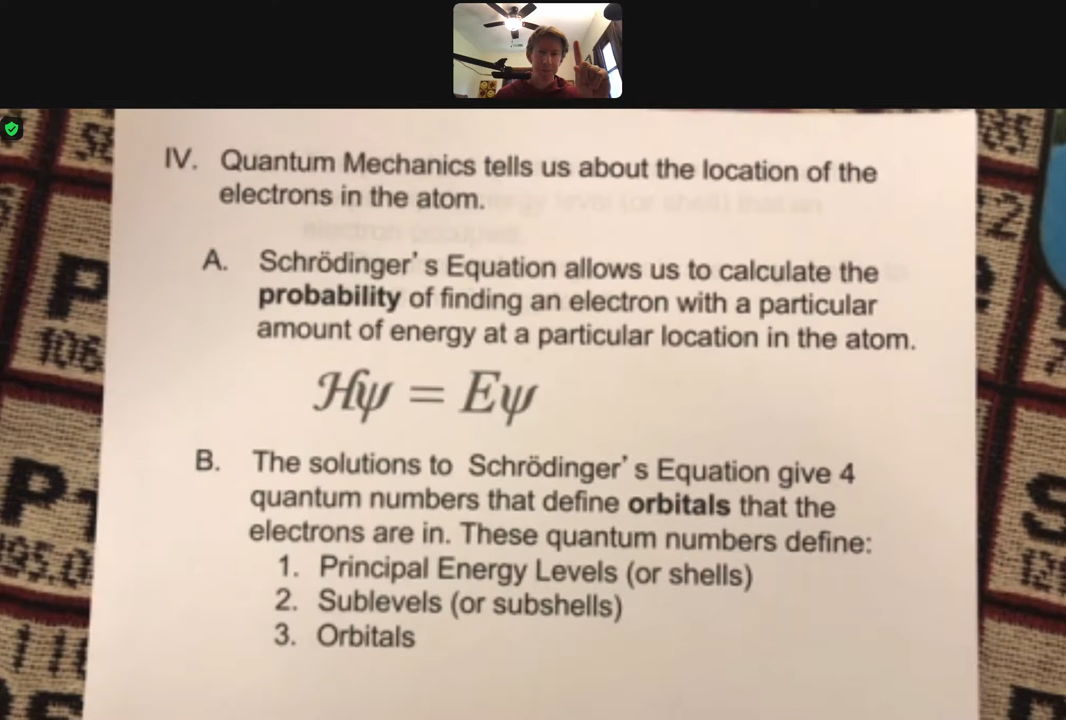 IV. Quantum Mechanics tells us about the location of the
electrons in the atom.
A. Schrödinger's Equation allows us to calculate the
probability of finding an electron with a particular
amount of energy at a particular location in the atom.
Hψ = Eψ
B. The solutions to Schrödinger's Equation give 4
quantum numbers that define orbitals that the
electrons are in. These quantum numbers define:
1. Principal Energy Levels (or shells)
2. Sublevels (or subshells)
3. Orbitals
106